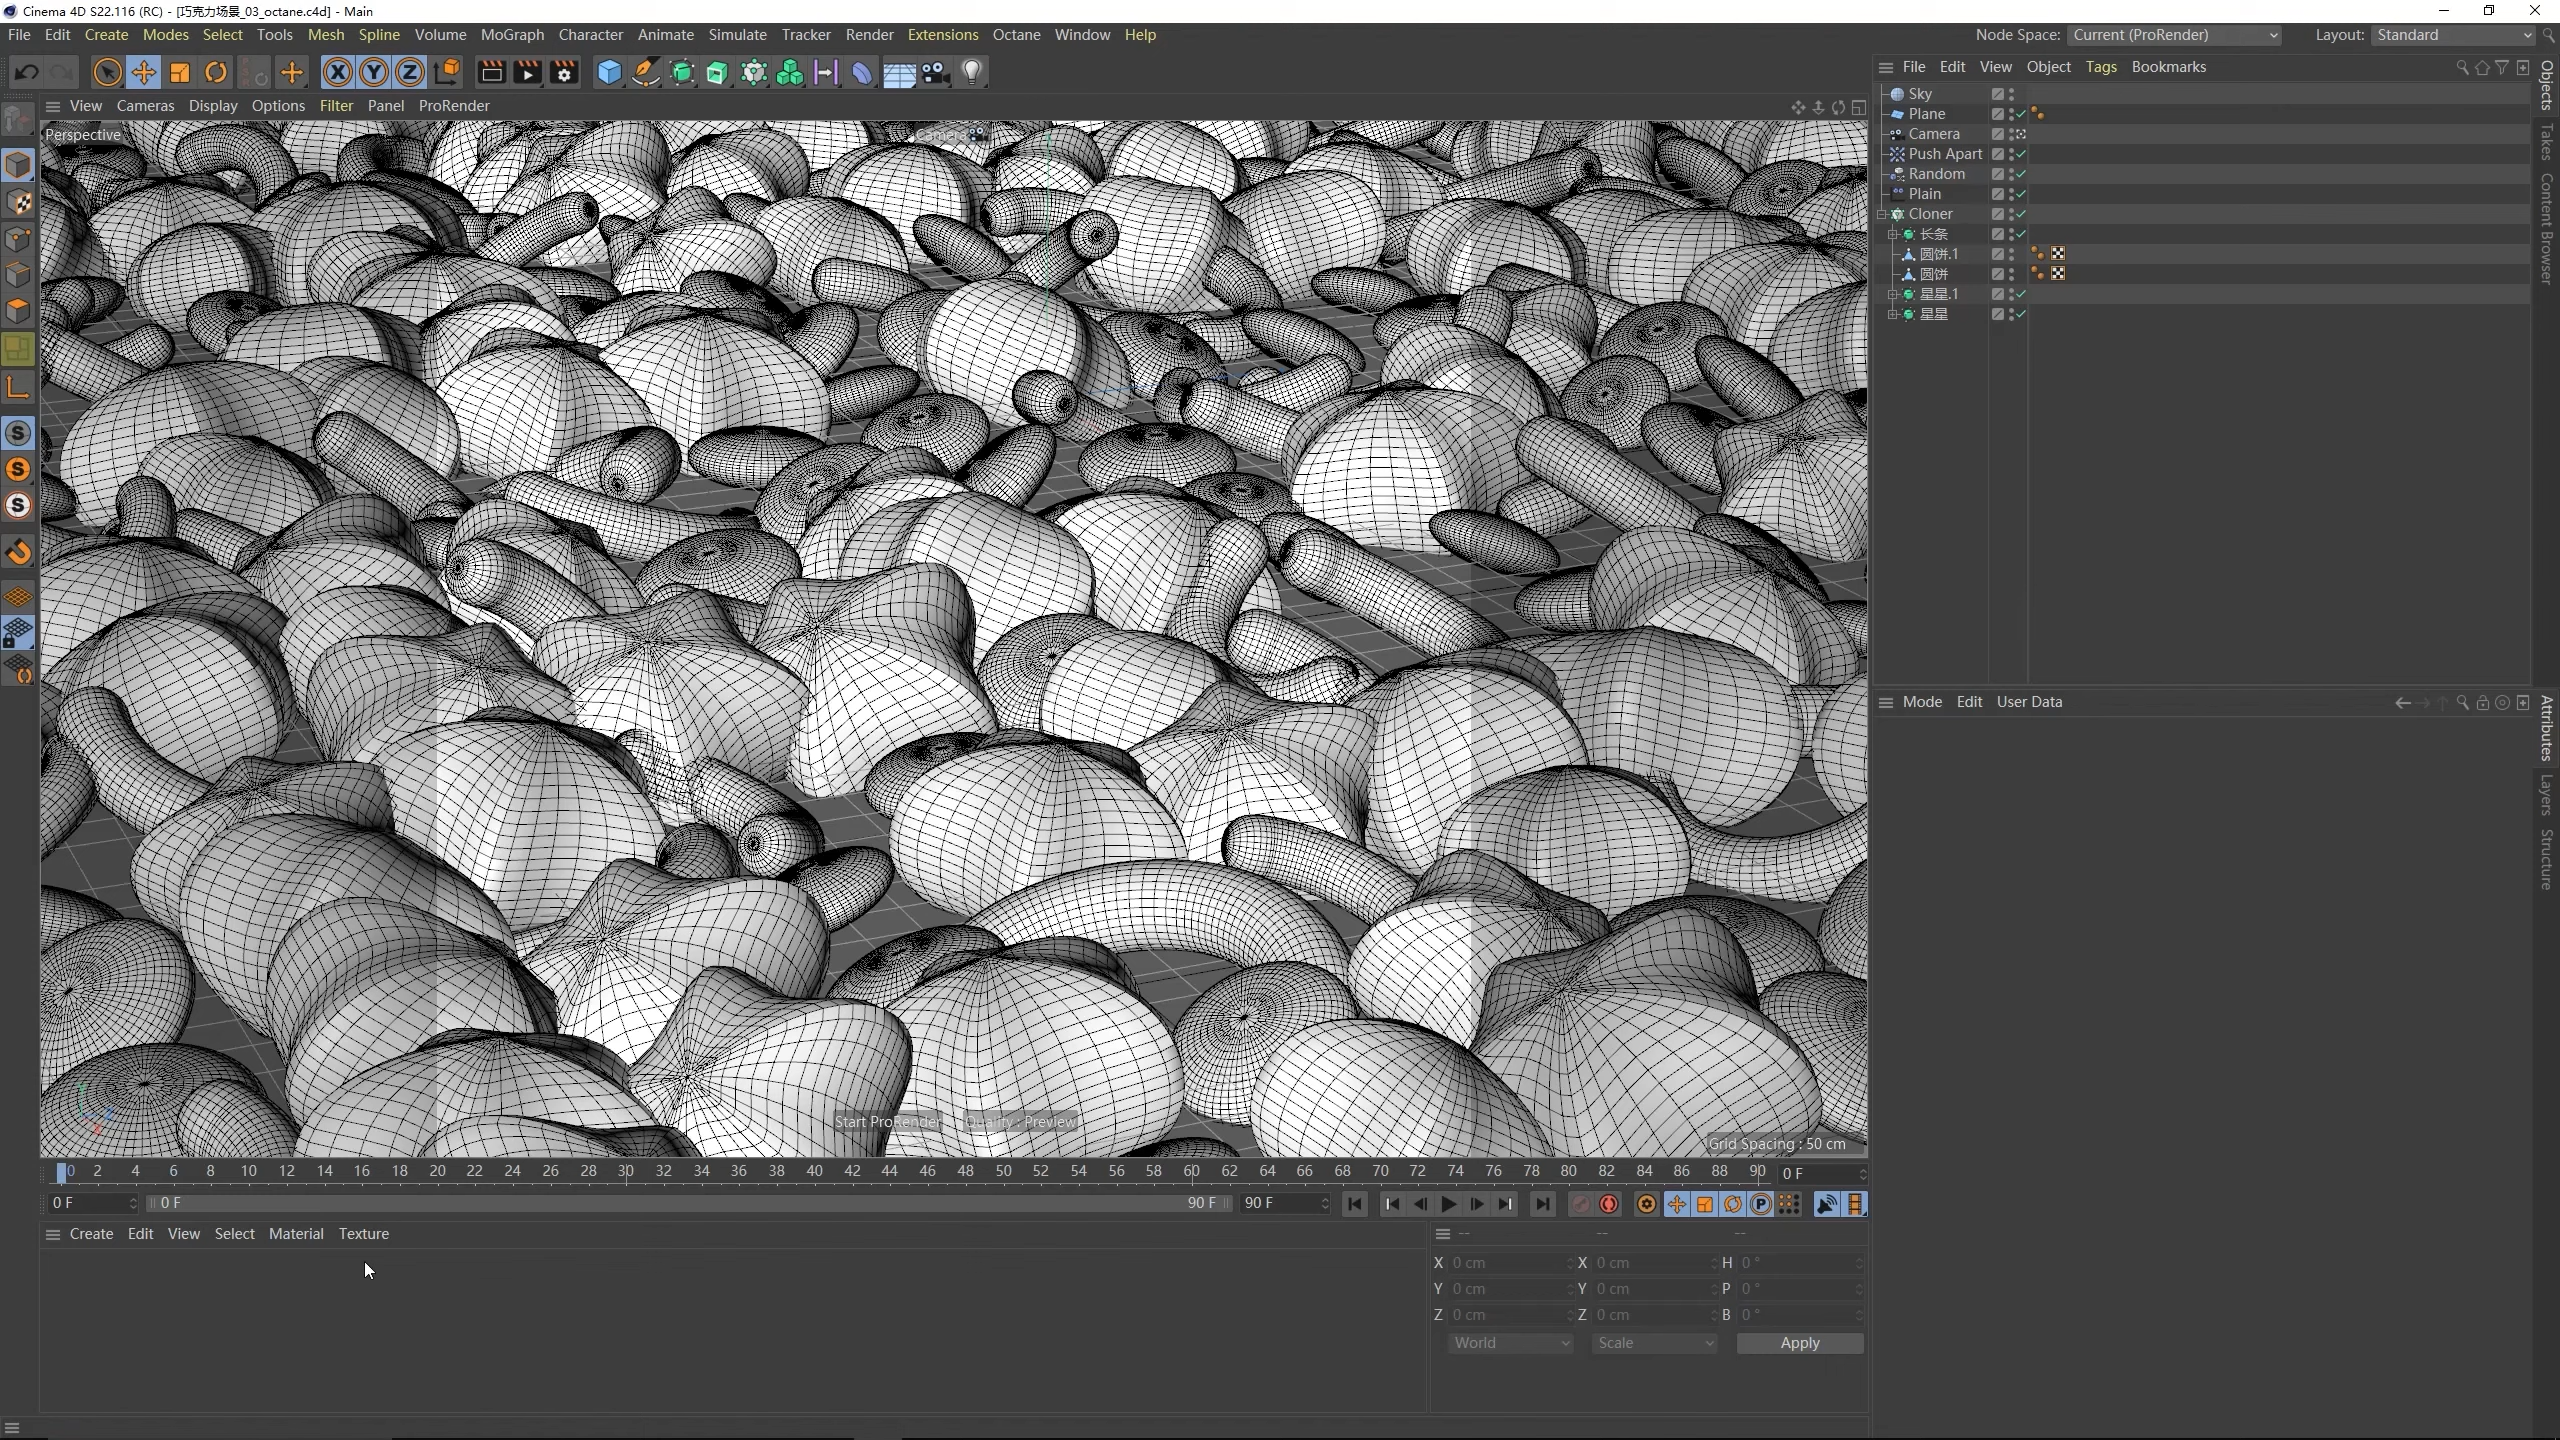 Cinema 4D S22.116 (RC) - [巧克力场景_03_octane.c4d] - Main
File Edit Create Modes Select Tools Mesh Spline Volume MoGraph Character Animate Simulate Tracker Render Extensions Octane Window Help
Node Space: Current (ProRender) Layout: Standard
X Y Z
File Edit View Object Tags Bookmarks
View Cameras Display Options Filter Panel ProRender
Perspective
Camera
Sky
Plane
Camera
Push Apart
Random
Plain
Cloner
长条
圆饼.1
圆饼
星星.1
星星
Objects
Takes
Content Browser
S
S
S
Mode Edit User Data
Attributes
Layers
Structure
Start ProRender Quality : Preview
Grid Spacing : 50 cm
0 2 4 6 8 10 12 14 16 18 20 22 24 26 28 30 32 34 36 38 40 42 44 46 48 50 52 54 56 58 60 62 64 66 68 70 72 74 76 78 80 82 84 86 88 90 0 F
0 F 0 F 90 F 90 F P
Create Edit View Select Material Texture
-- -- --
X 0 cm X 0 cm H 0 °
Y 0 cm Y 0 cm P 0 °
Z 0 cm Z 0 cm B 0 °
World Scale Apply